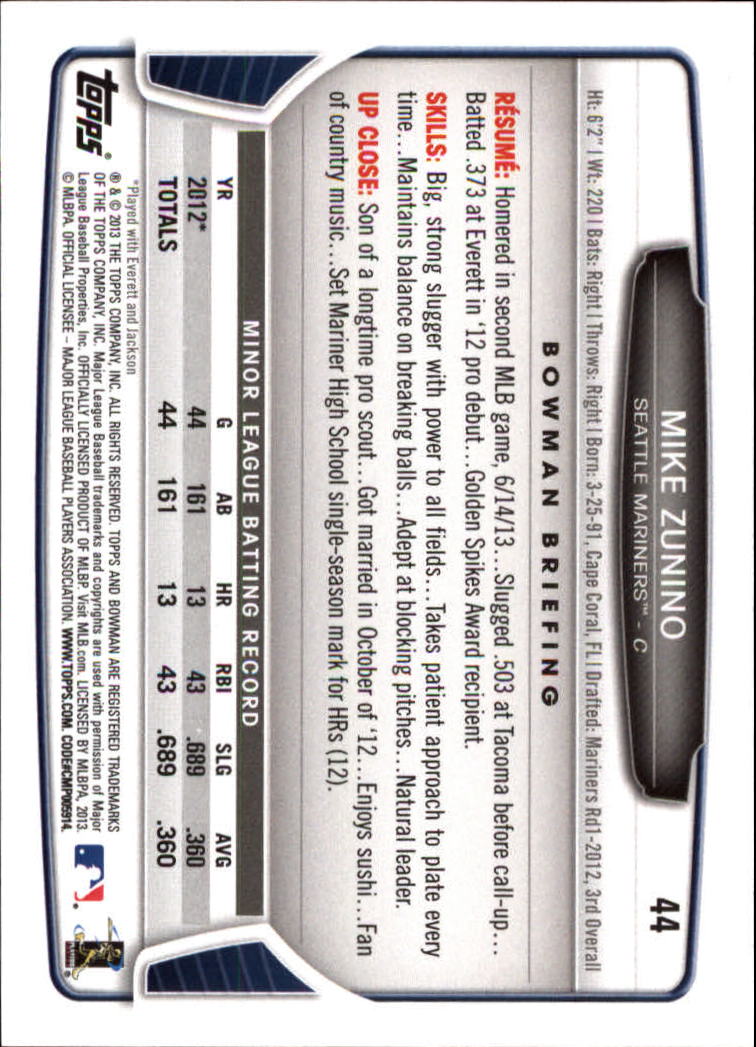 44
MIKE ZUNINO
SEATTLE MARINERS™ - C
Ht: 6'2" | Wt: 220 | Bats: Right | Throws: Right | Born: 3-25-91, Cape Coral, FL | Drafted: Mariners Rd1-2012, 3rd Overall
BOWMAN BRIEFING
RÉSUMÉ: Homered in second MLB game, 6/14/13...Slugged .503 at Tacoma before call-up...
Batted .373 at Everett in '12 pro debut...Golden Spikes Award recipient.
SKILLS: Big, strong slugger with power to all fields...Takes patient approach to plate every
time...Maintains balance on breaking balls...Adept at blocking pitches...Natural leader.
UP CLOSE: Son of a longtime pro scout...Got married in October of '12...Enjoys sushi...Fan
of country music...Set Mariner High School single-season mark for HRs (12).
MINOR LEAGUE BATTING RECORD
YR G AB HR RBI SLG AVG
2012* 44 161 13 43 .689 .360
TOTALS 44 161 13 43 .689 .360
*Played with Everett and Jackson
topps®
® & © 2013 THE TOPPS COMPANY, INC. ALL RIGHTS RESERVED. TOPPS AND BOWMAN ARE REGISTERED TRADEMARKS
OF THE TOPPS COMPANY, INC. Major League Baseball trademarks and copyrights are used with permission of Major
League Baseball Properties, Inc. OFFICIALLY LICENSED PRODUCT OF MLBP. Visit MLB.com. LICENSED BY MLBPA, 2013.
© MLBPA. OFFICIAL LICENSEE – MAJOR LEAGUE BASEBALL PLAYERS ASSOCIATION. WWW.TOPPS.COM. CODE#CMP005914.